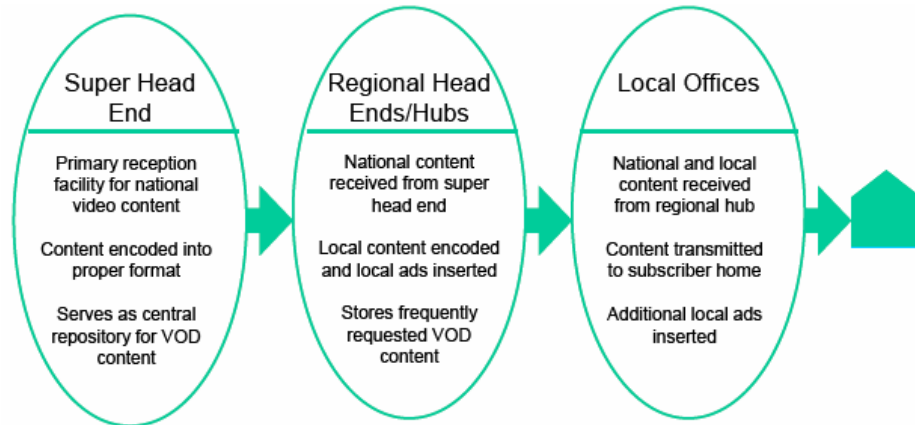 Super Head
End
Primary reception
facility for national
video content
Content encoded into
proper format
Serves as central
repository for VOD
content
Regional Head
Ends/Hubs
National content
received from super
head end
Local content encoded
and local ads inserted
Stores frequently
requested VOD
content
Local Offices
National and local
content received
from regional hub
Content transmitted
to subscriber home
Additional local ads
inserted